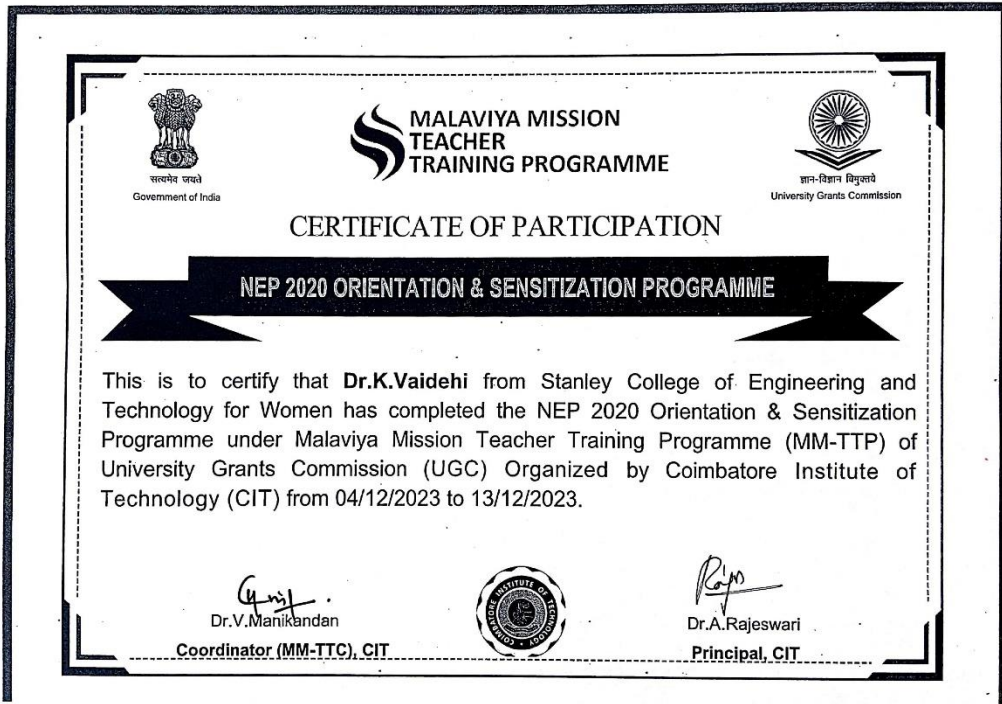 सत्यमेव जयते
Government of India
MALAVIYA MISSION
TEACHER
TRAINING PROGRAMME
ज्ञान-विज्ञान विमुक्तये
University Grants Commission
CERTIFICATE OF PARTICIPATION
NEP 2020 ORIENTATION & SENSITIZATION PROGRAMME
This is to certify that Dr.K.Vaidehi from Stanley College of Engineering and
Technology for Women has completed the NEP 2020 Orientation & Sensitization
Programme under Malaviya Mission Teacher Training Programme (MM-TTP) of
University Grants Commission (UGC) Organized by Coimbatore Institute of
Technology (CIT) from 04/12/2023 to 13/12/2023.
Dr.V.Manikandan
Coordinator (MM-TTC), CIT
COIMBATORE INSTITUTE OF TECHNOLOGY
Dr.A.Rajeswari
Principal, CIT